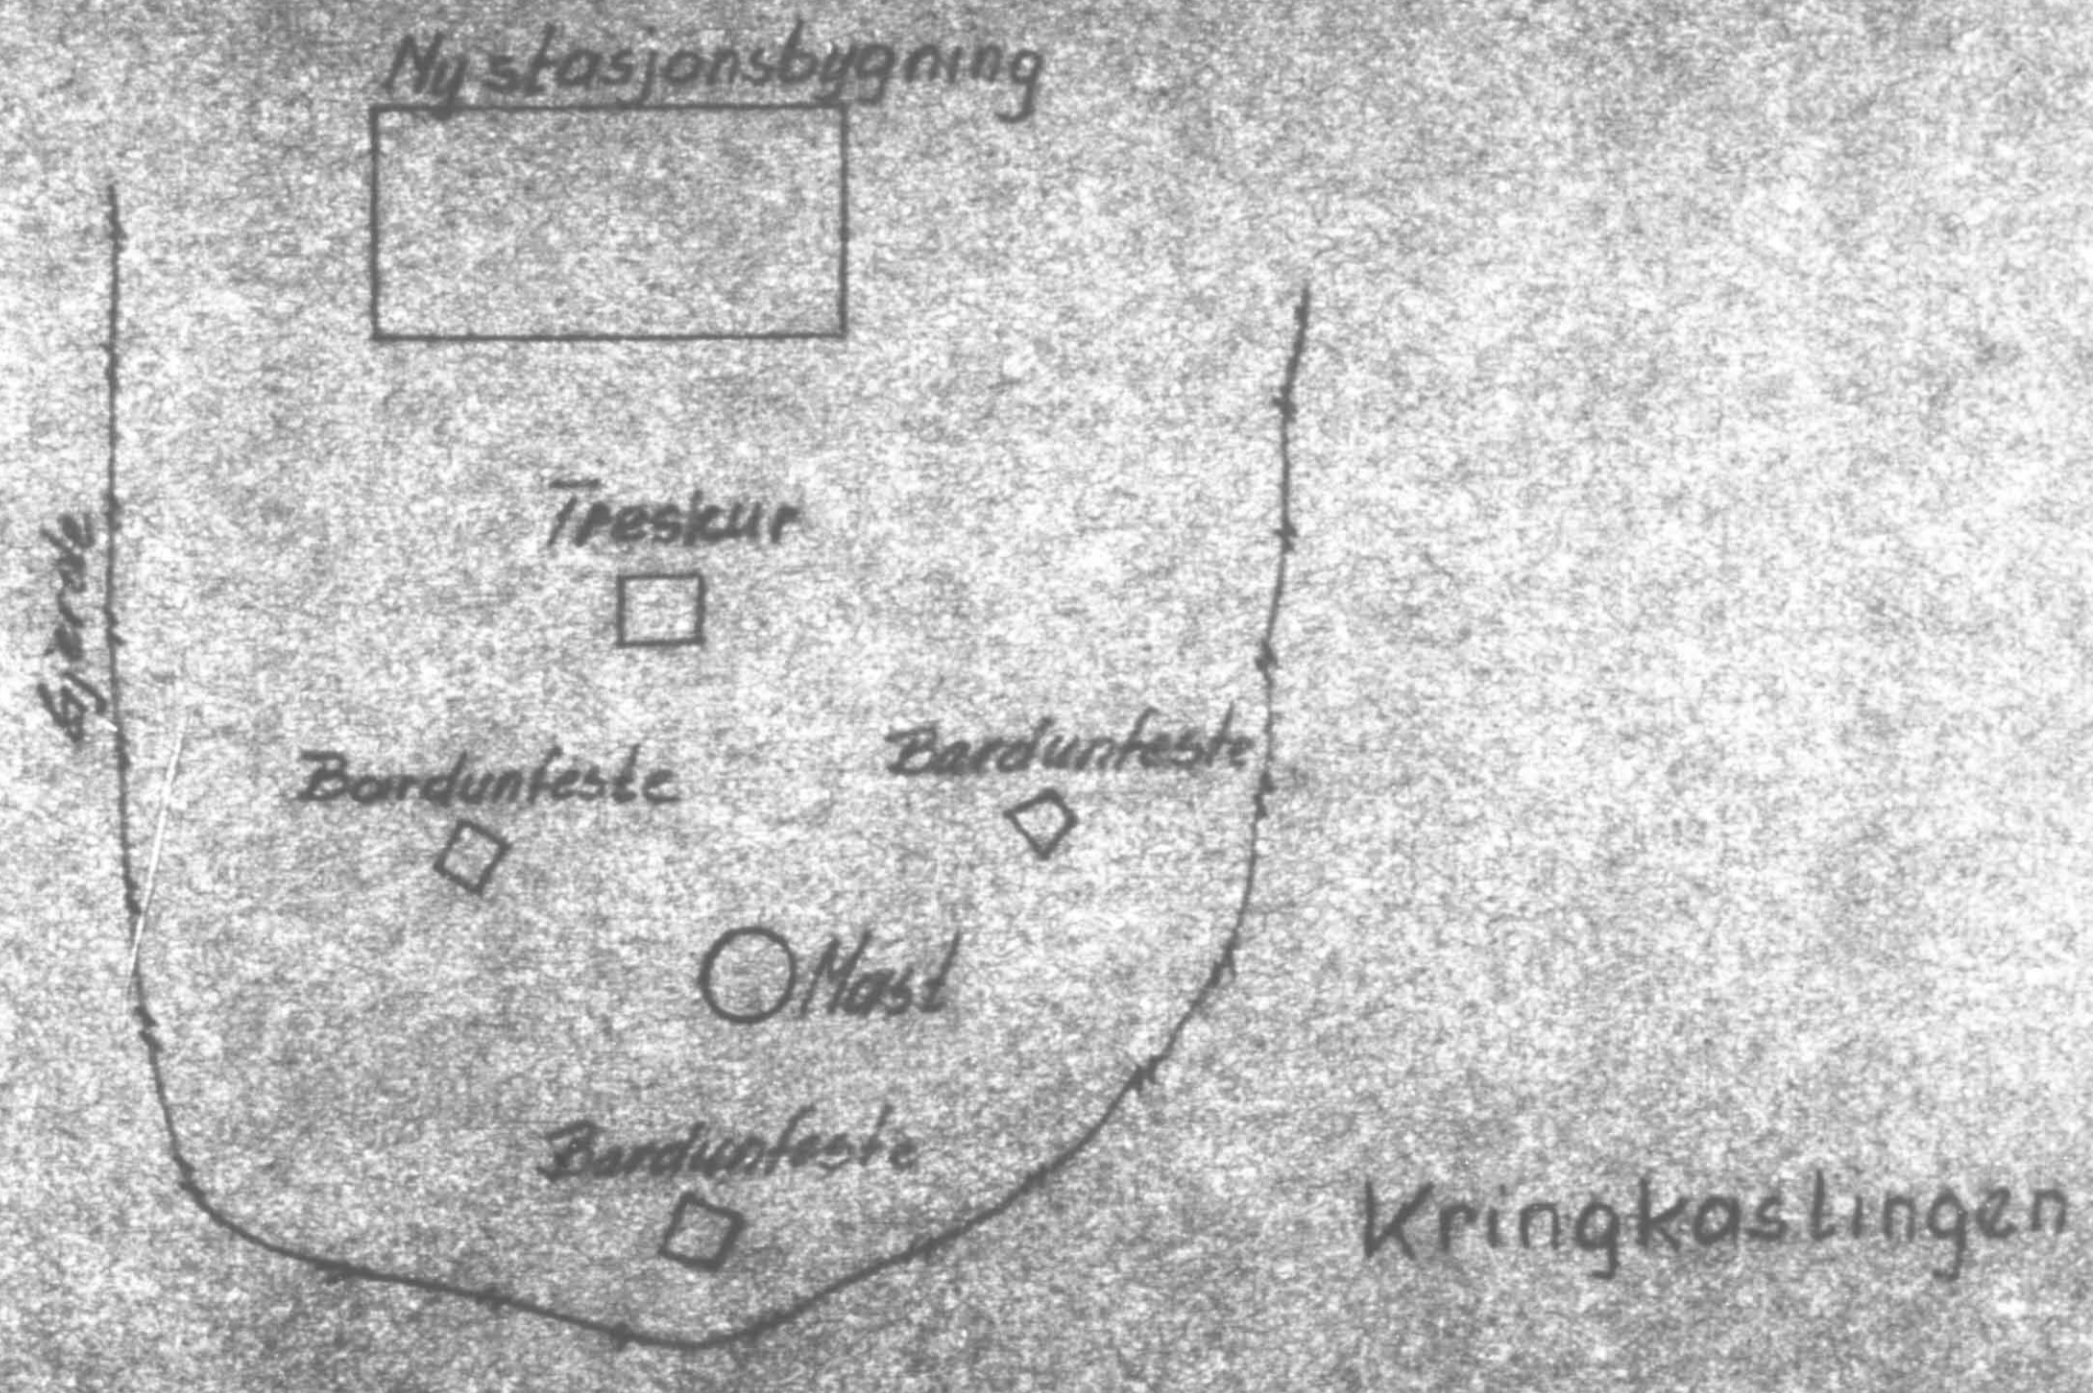 Ny stasjonsbygning
Treskur
Gjerde
Bardunfeste
Bardunfeste
Mast
Bardunfeste
Kringkastingen